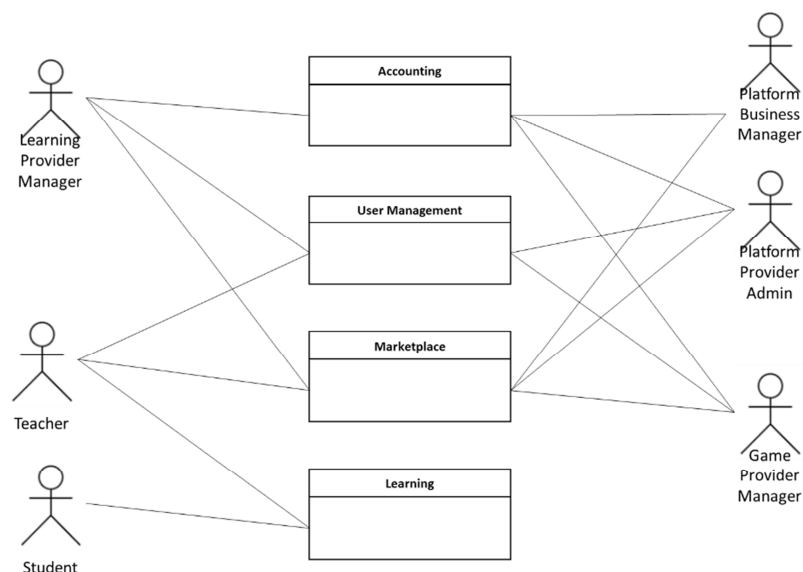 Accounting
Learning
Provider
Manager
User Management
Teacher
Marketplace
Student
Learning
Platform
Business
Manager
Platform
Provider
Admin
Game
Provider
Manager